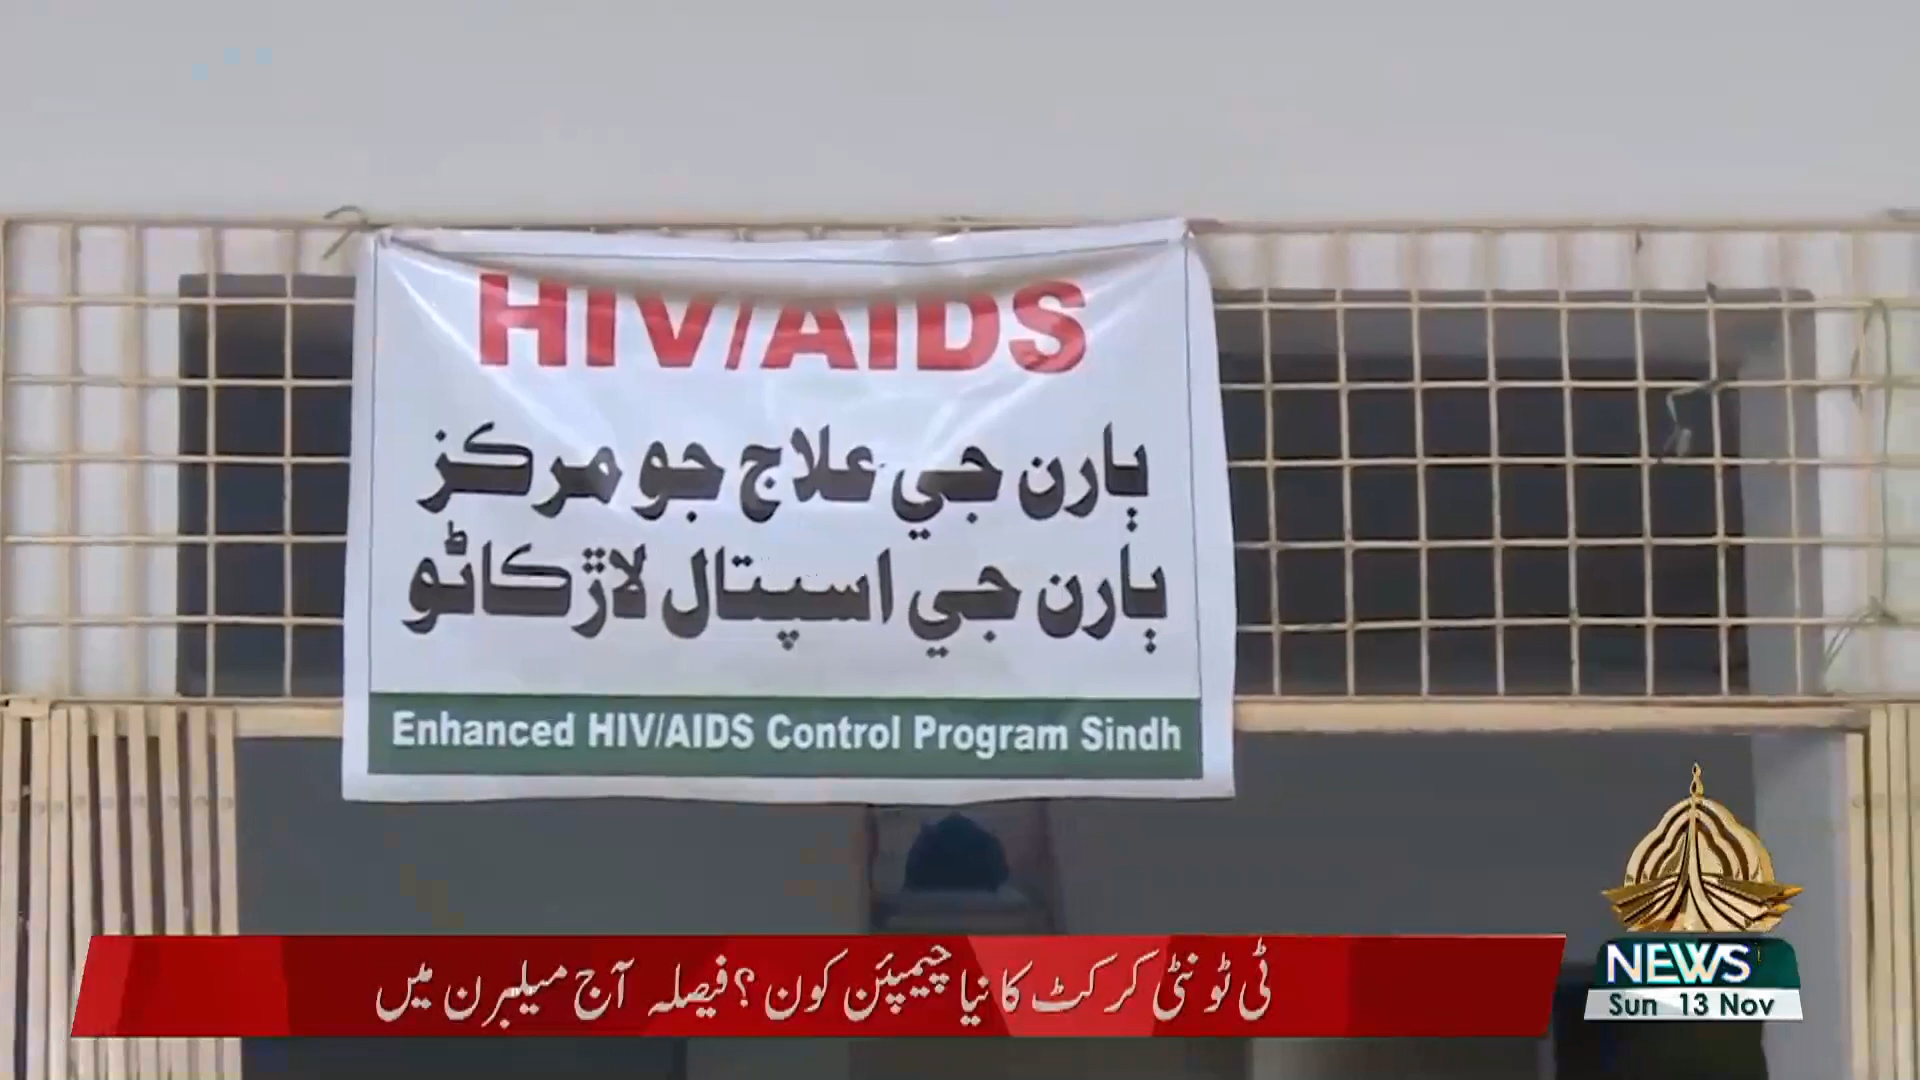 HIV/AIDS
ٻارن جي علاج جو مرڪز
ٻارن جي اسپتال لاڙڪاڻو
Enhanced HIV/AIDS Control Program Sindh
ٹی ٹونٹی کرکٹ کا نیا چیمپئن کون ؟ فیصلہ آج میلبرن میں
NEWS
Sun 13 Nov